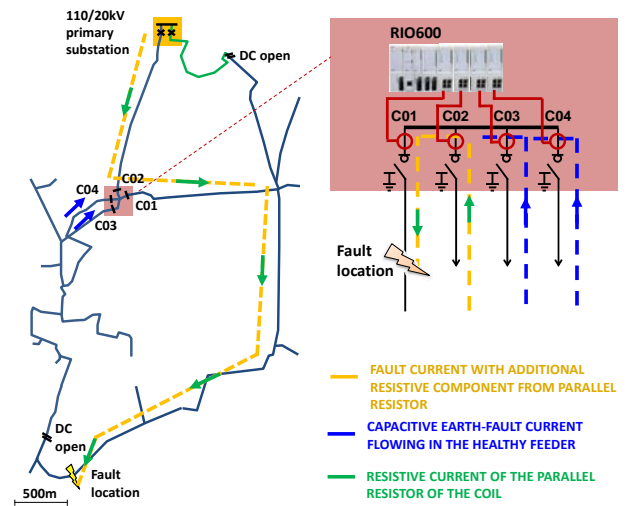 110/20kV
primary
substation
DC open
C04
C02
C01
C03
DC
open
Fault
location
500m
RIO600
C01
C02
C03
C04
Fault
location
FAULT CURRENT WITH ADDITIONAL
RESISTIVE COMPONENT FROM PARALLEL
RESISTOR
CAPACITIVE EARTH-FAULT CURRENT
FLOWING IN THE HEALTHY FEEDER
RESISTIVE CURRENT OF THE PARALLEL
RESISTOR OF THE COIL